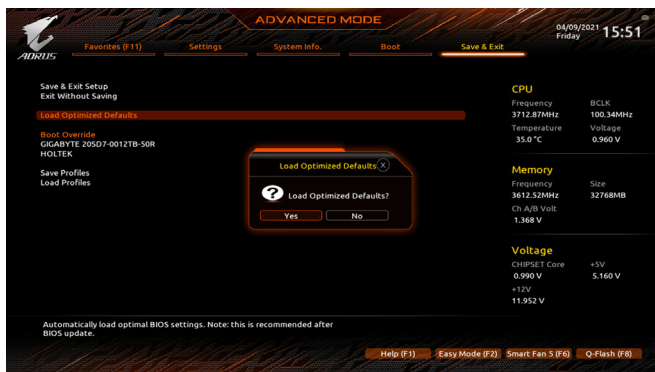 ADVANCED MODE
04/09/2021 15:51
Friday
AORUS
Favorites (F11) Settings System Info. Boot Save & Exit
Save & Exit Setup
Exit Without Saving
Load Optimized Defaults
Boot Override
GIGABYTE 20SD7-0012TB-50R
HOLTEK
Save Profiles
Load Profiles
Load Optimized Defaults X
? Load Optimized Defaults?
Yes No
CPU
Frequency BCLK
3712.87MHz 100.34MHz
Temperature Voltage
35.0 °C 0.960 V
Memory
Frequency Size
3612.52MHz 32768MB
Ch A/B Volt
1.368 V
Voltage
CHIPSET Core +5V
0.990 V 5.160 V
+12V
11.952 V
Automatically load optimal BIOS settings. Note: this is recommended after
BIOS update.
Help (F1) Easy Mode (F2) Smart Fan 5 (F6) Q-Flash (F8)